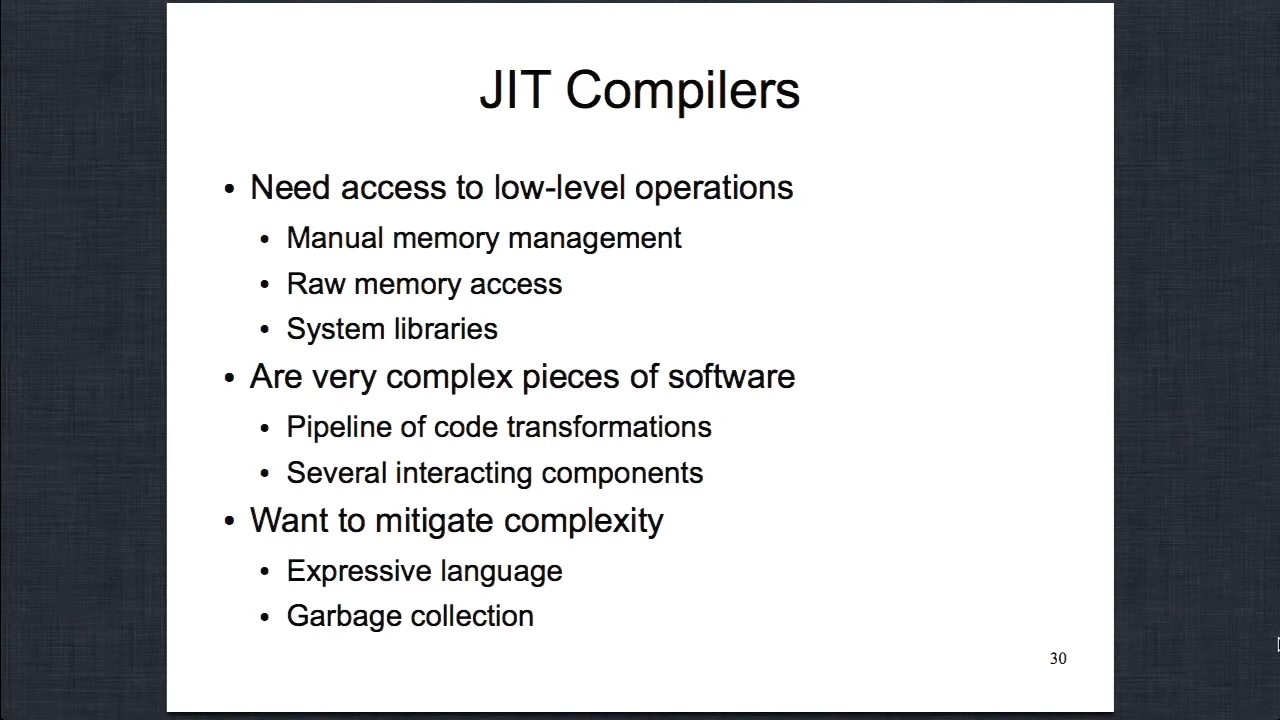 JIT Compilers
• Need access to low-level operations
• Manual memory management
• Raw memory access
• System libraries
• Are very complex pieces of software
• Pipeline of code transformations
• Several interacting components
• Want to mitigate complexity
• Expressive language
• Garbage collection
30